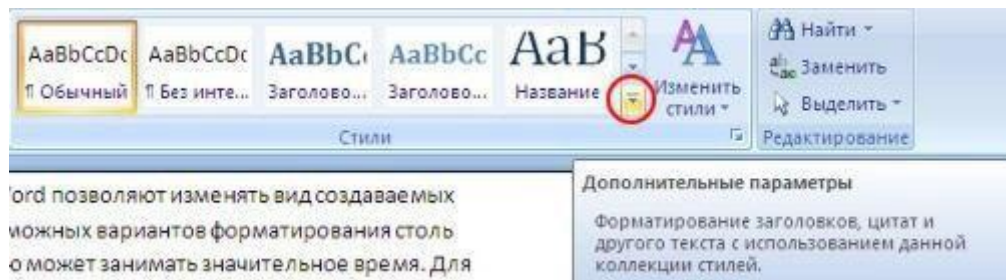 AaBbCcDc AaBbCcDc AaBbC AaBbCc АаВ
¶ Обычный ¶ Без инте... Заголово... Заголово... Название
Изменить
стили
Стили
Найти
Заменить
Выделить
Редактирование
ord позволяют изменять вид создаваемых
можных вариантов форматирования столь
о может занимать значительное время. Для
Дополнительные параметры
Форматирование заголовков, цитат и
другого текста с использованием данной
коллекции стилей.